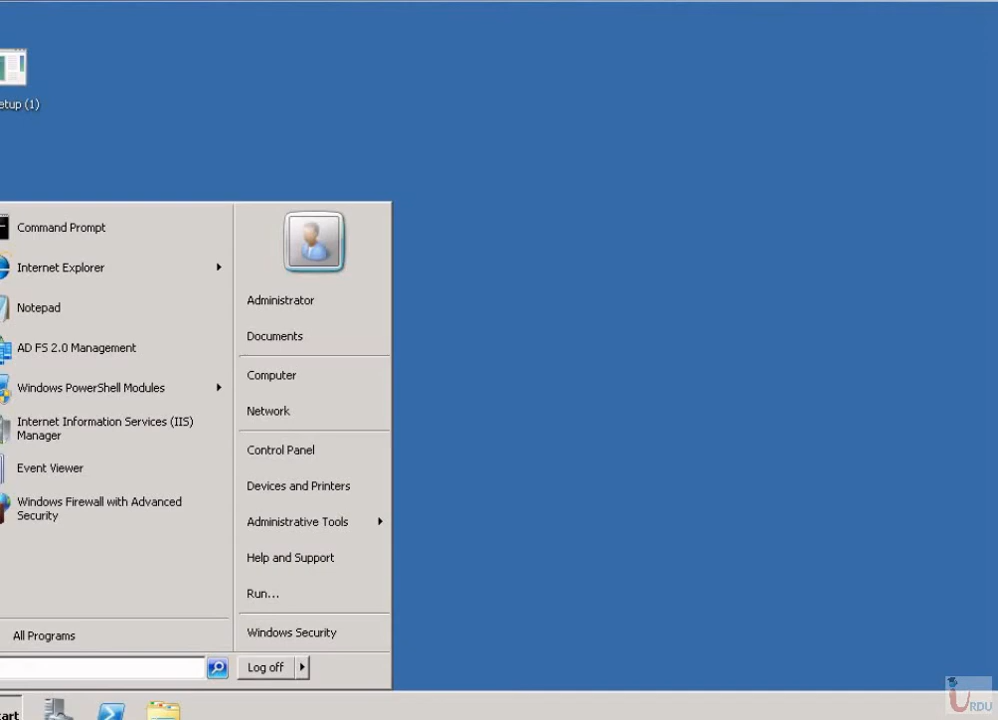 etup (1)
Command Prompt
Internet Explorer
Notepad
AD FS 2.0 Management
Windows PowerShell Modules
Internet Information Services (IIS)
Manager
Event Viewer
Windows Firewall with Advanced
Security
All Programs
Administrator
Documents
Computer
Network
Control Panel
Devices and Printers
Administrative Tools
Help and Support
Run...
Windows Security
Log off
tart
URDU